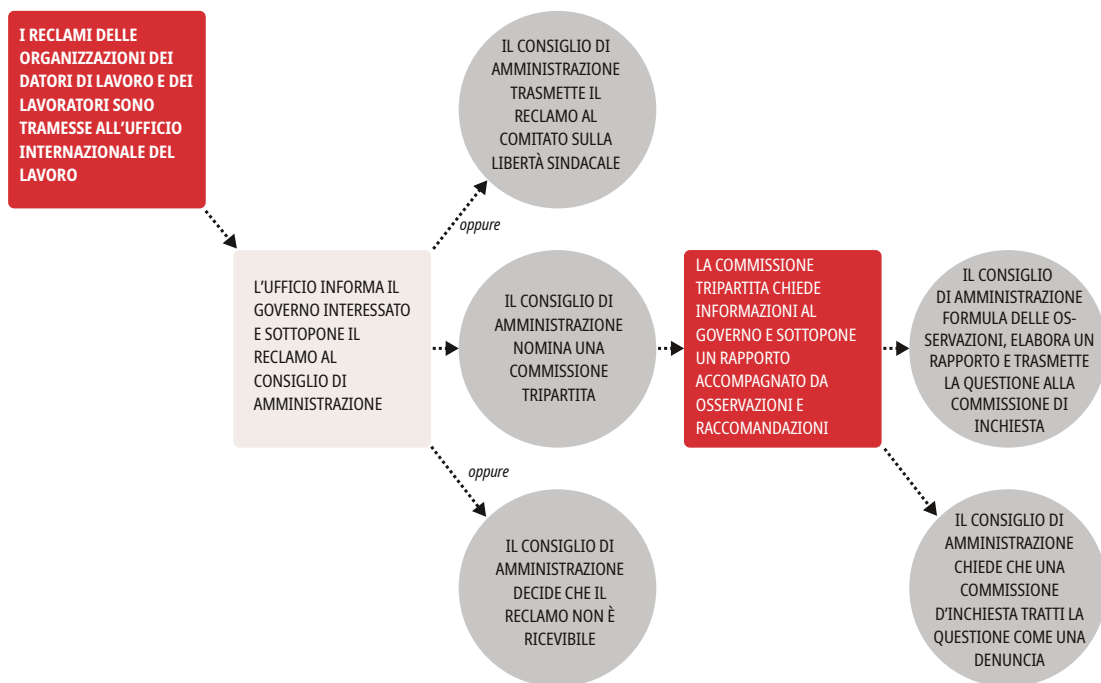 I RECLAMI DELLE
ORGANIZZAZIONI DEI
DATORI DI LAVORO E DEI
LAVORATORI SONO
TRAMESSE ALL'UFFICIO
INTERNAZIONALE DEL
LAVORO
L'UFFICIO INFORMA IL
GOVERNO INTERESSATO
E SOTTOPONE IL
RECLAMO AL
CONSIGLIO DI
AMMINISTRAZIONE
IL CONSIGLIO DI
AMMINISTRAZIONE
TRASMETTE IL
RECLAMO AL
COMITATO SULLA
LIBERTÀ SINDACALE
oppure
IL CONSIGLIO DI
AMMINISTRAZIONE
NOMINA UNA
COMMISSIONE
TRIPARTITA
oppure
IL CONSIGLIO DI
AMMINISTRAZIONE
DECIDE CHE IL
RECLAMO NON È
RICEVIBILE
LA COMMISSIONE
TRIPARTITA CHIEDE
INFORMAZIONI AL
GOVERNO E SOTTOPONE
UN RAPPORTO
ACCOMPAGNATO DA
OSSERVAZIONI E
RACCOMANDAZIONI
IL CONSIGLIO
DI AMMINISTRAZIONE
FORMULA DELLE OS-
SERVAZIONI, ELABORA UN
RAPPORTO E TRASMETTE
LA QUESTIONE ALLA
COMMISSIONE DI
INCHIESTA
IL CONSIGLIO DI
AMMINISTRAZIONE
CHIEDE CHE UNA
COMMISSIONE
D'INCHIESTA TRATTI LA
QUESTIONE COME UNA
DENUNCIA